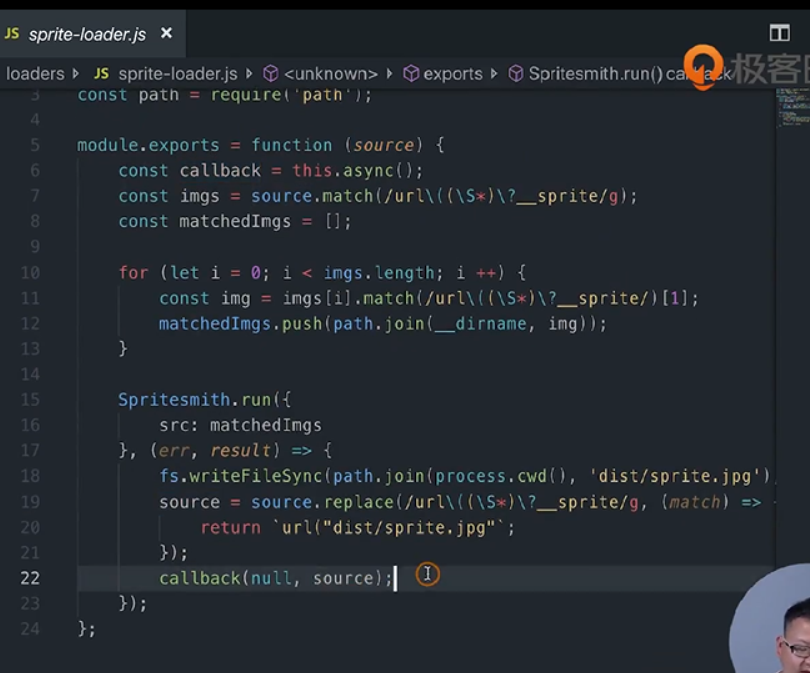 JS sprite-loader.js ×
loaders JS sprite-loader.js <unknown> exports Spritesmith.run()
极客
3 const path = require('path');
4
5 module.exports = function (source) {
6 const callback = this.async();
7 const imgs = source.match(/url\((\S*)\?__sprite/g);
8 const matchedImgs = [];
9
10 for (let i = 0; i < imgs.length; i ++) {
11 const img = imgs[i].match(/url\((\S*)\?__sprite/)[1];
12 matchedImgs.push(path.join(__dirname, img));
13 }
14
15 Spritesmith.run({
16 src: matchedImgs
17 }, (err, result) => {
18 fs.writeFileSync(path.join(process.cwd(), 'dist/sprite.jpg')
19 source = source.replace(/url\((\S*)\?__sprite/g, (match) =>
20 return `url("dist/sprite.jpg"`;
21 });
22 callback(null, source);
23 });
24 };